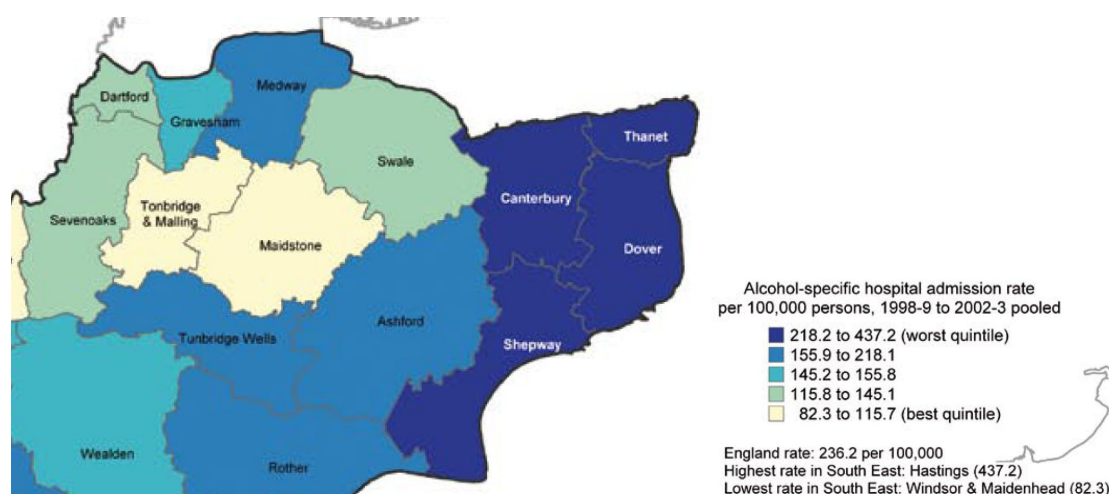 Medway
Dartford
Gravesham
Thanet
Swale
Canterbury
Tonbridge
& Malling
Sevenoaks
Maidstone
Dover
Ashford
Tunbridge Wells
Shepway
Wealden
Rother
Alcohol-specific hospital admission rate
per 100,000 persons, 1998-9 to 2002-3 pooled
218.2 to 437.2 (worst quintile)
155.9 to 218.1
145.2 to 155.8
115.8 to 145.1
82.3 to 115.7 (best quintile)
England rate: 236.2 per 100,000
Highest rate in South East: Hastings (437.2)
Lowest rate in South East: Windsor & Maidenhead (82.3)